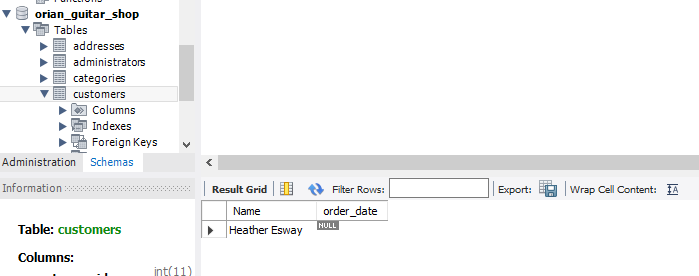 orian_guitar_shop
Tables
addresses
administrators
categories
customers
Columns
Indexes
Foreign Keys
Administration Schemas
Information
Table: customers
Columns:
int(11)
Result Grid Filter Rows: Export: Wrap Cell Content: IA
Name order_date
Heather Esway NULL